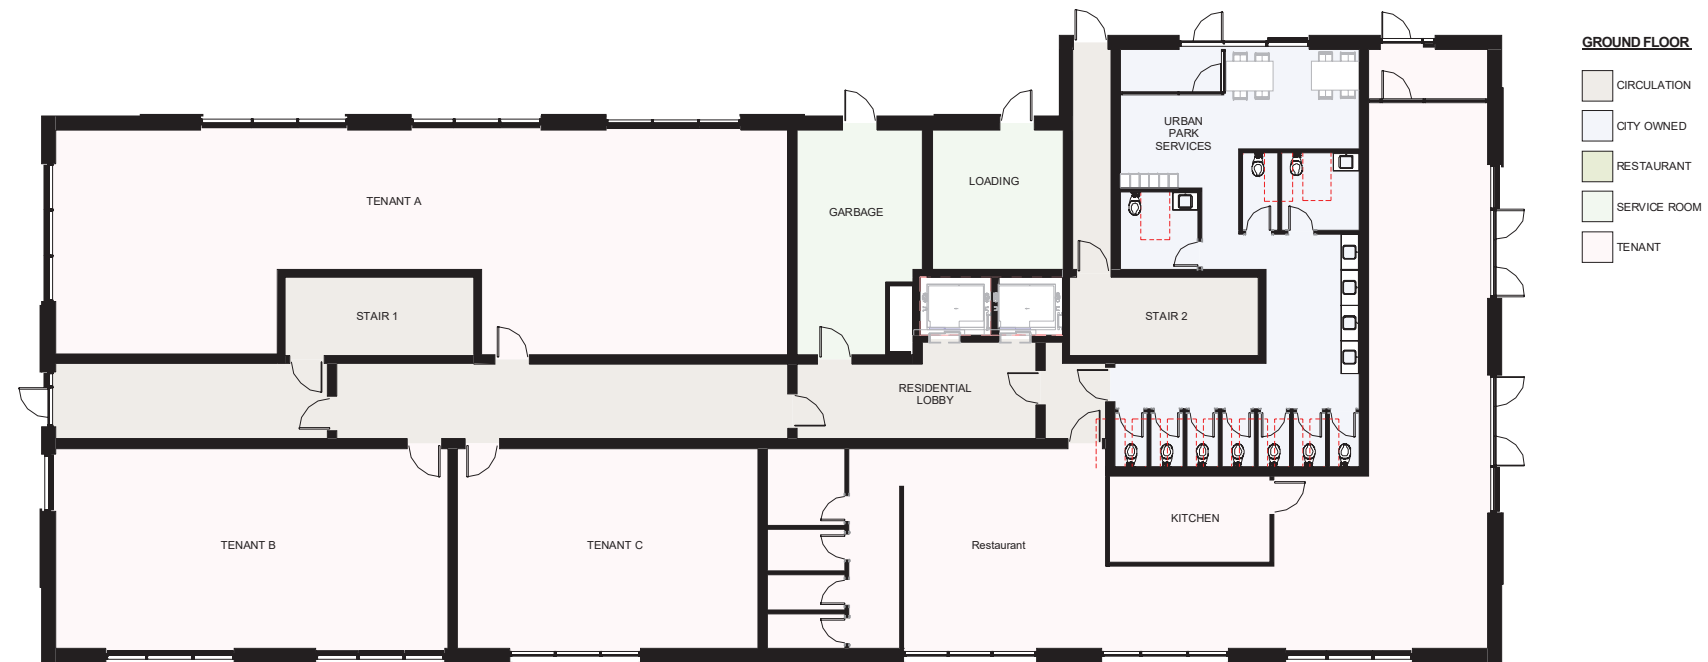 GROUND FLOOR
CIRCULATION
CITY OWNED
RESTAURANT
SERVICE ROOM
TENANT
URBAN
PARK
SERVICES
LOADING
TENANT A
GARBAGE
STAIR 1
STAIR 2
RESIDENTIAL
LOBBY
KITCHEN
TENANT B
TENANT C
Restaurant